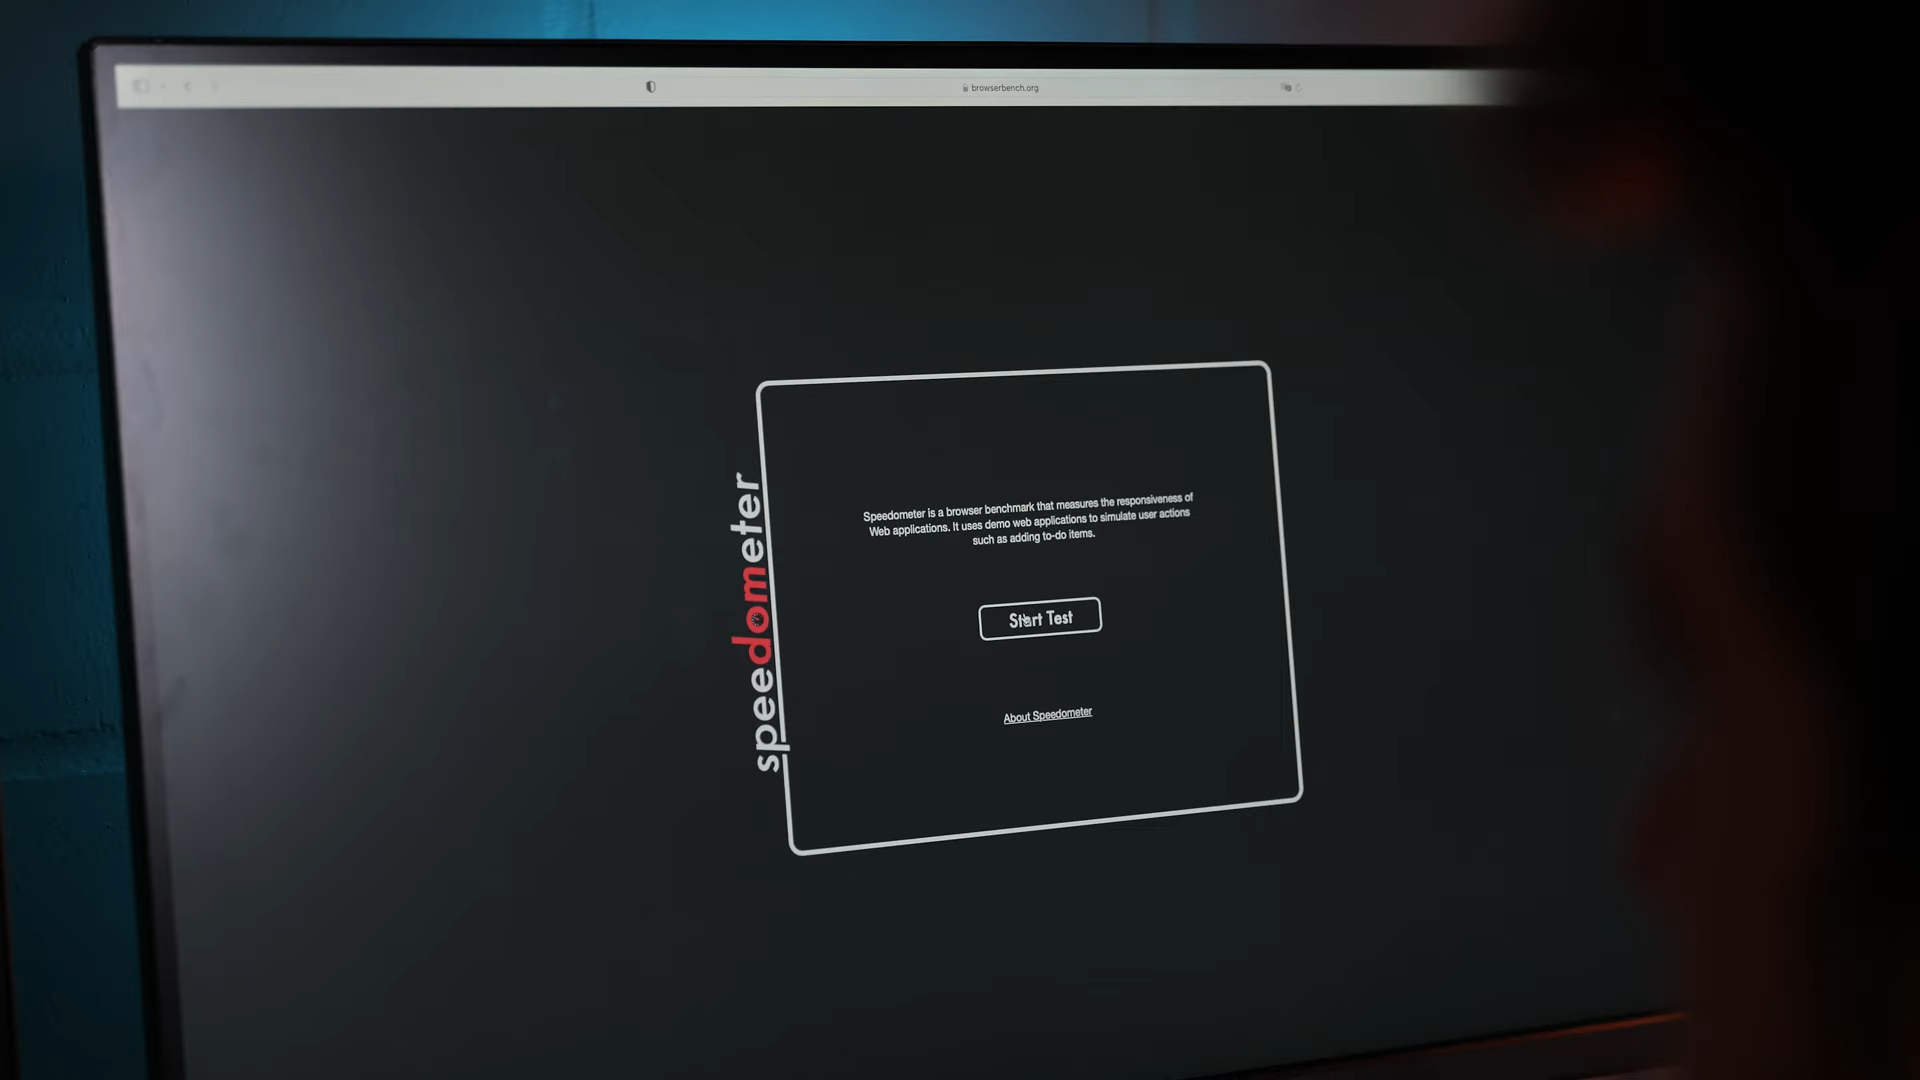 browserbench.org
speedometer
Speedometer is a browser benchmark that measures the responsiveness of
Web applications. It uses demo web applications to simulate user actions
such as adding to-do items.
Start Test
About Speedometer